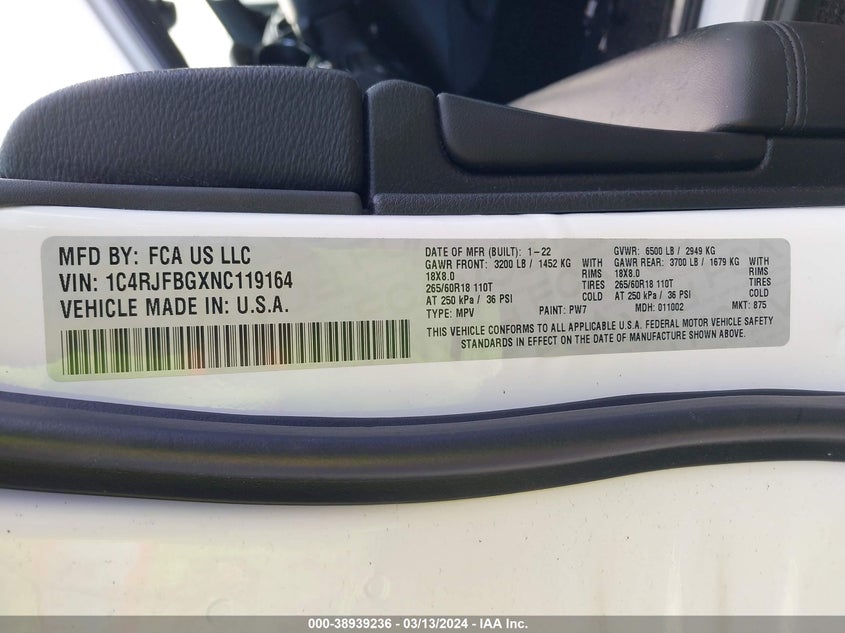 MFD BY: FCA US LLC
VIN: 1C4RJFBGXNC119164
VEHICLE MADE IN: U.S.A.
DATE OF MFR (BUILT): 1-22 GVWR: 6500 LB / 2949 KG
GAWR FRONT: 3200 LB / 1452 KG WITH GAWR REAR: 3700 LB / 1679 KG WITH
18X8.0 RIMS 18X8.0 RIMS
265/60R18 110T TIRES 265/60R18 110T TIRES
AT 250 kPa / 36 PSI COLD AT 250 kPa / 36 PSI COLD
TYPE: MPV PAINT: PW7 MDH: 011002 MKT: 875
THIS VEHICLE CONFORMS TO ALL APPLICABLE U.S.A. FEDERAL MOTOR VEHICLE SAFETY
STANDARDS IN EFFECT ON THE DATE OF MANUFACTURE SHOWN ABOVE.
000-38939236 - 03/13/2024 - IAA Inc.